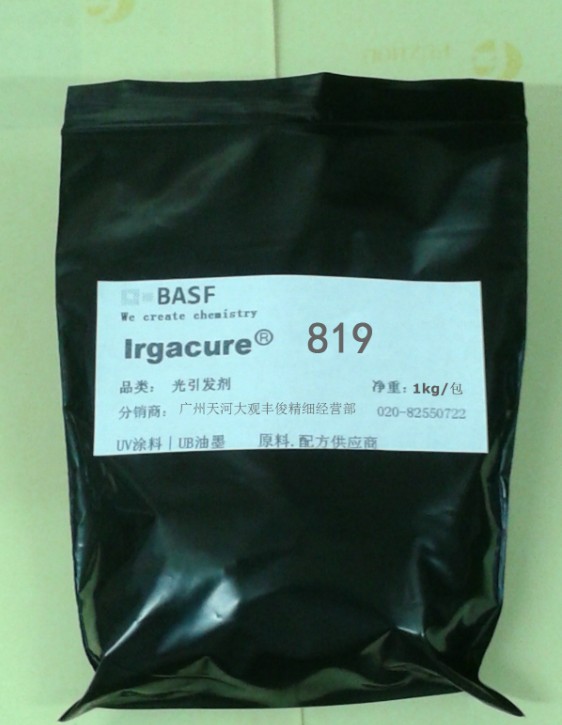 BASF
We create chemistry
Irgacure® 819
品类： 光引发剂 净重：1kg/包
分销商： 广州天河大观丰俊精细经营部 020-82550722
UV涂料|UB油墨 原料.配方供应商